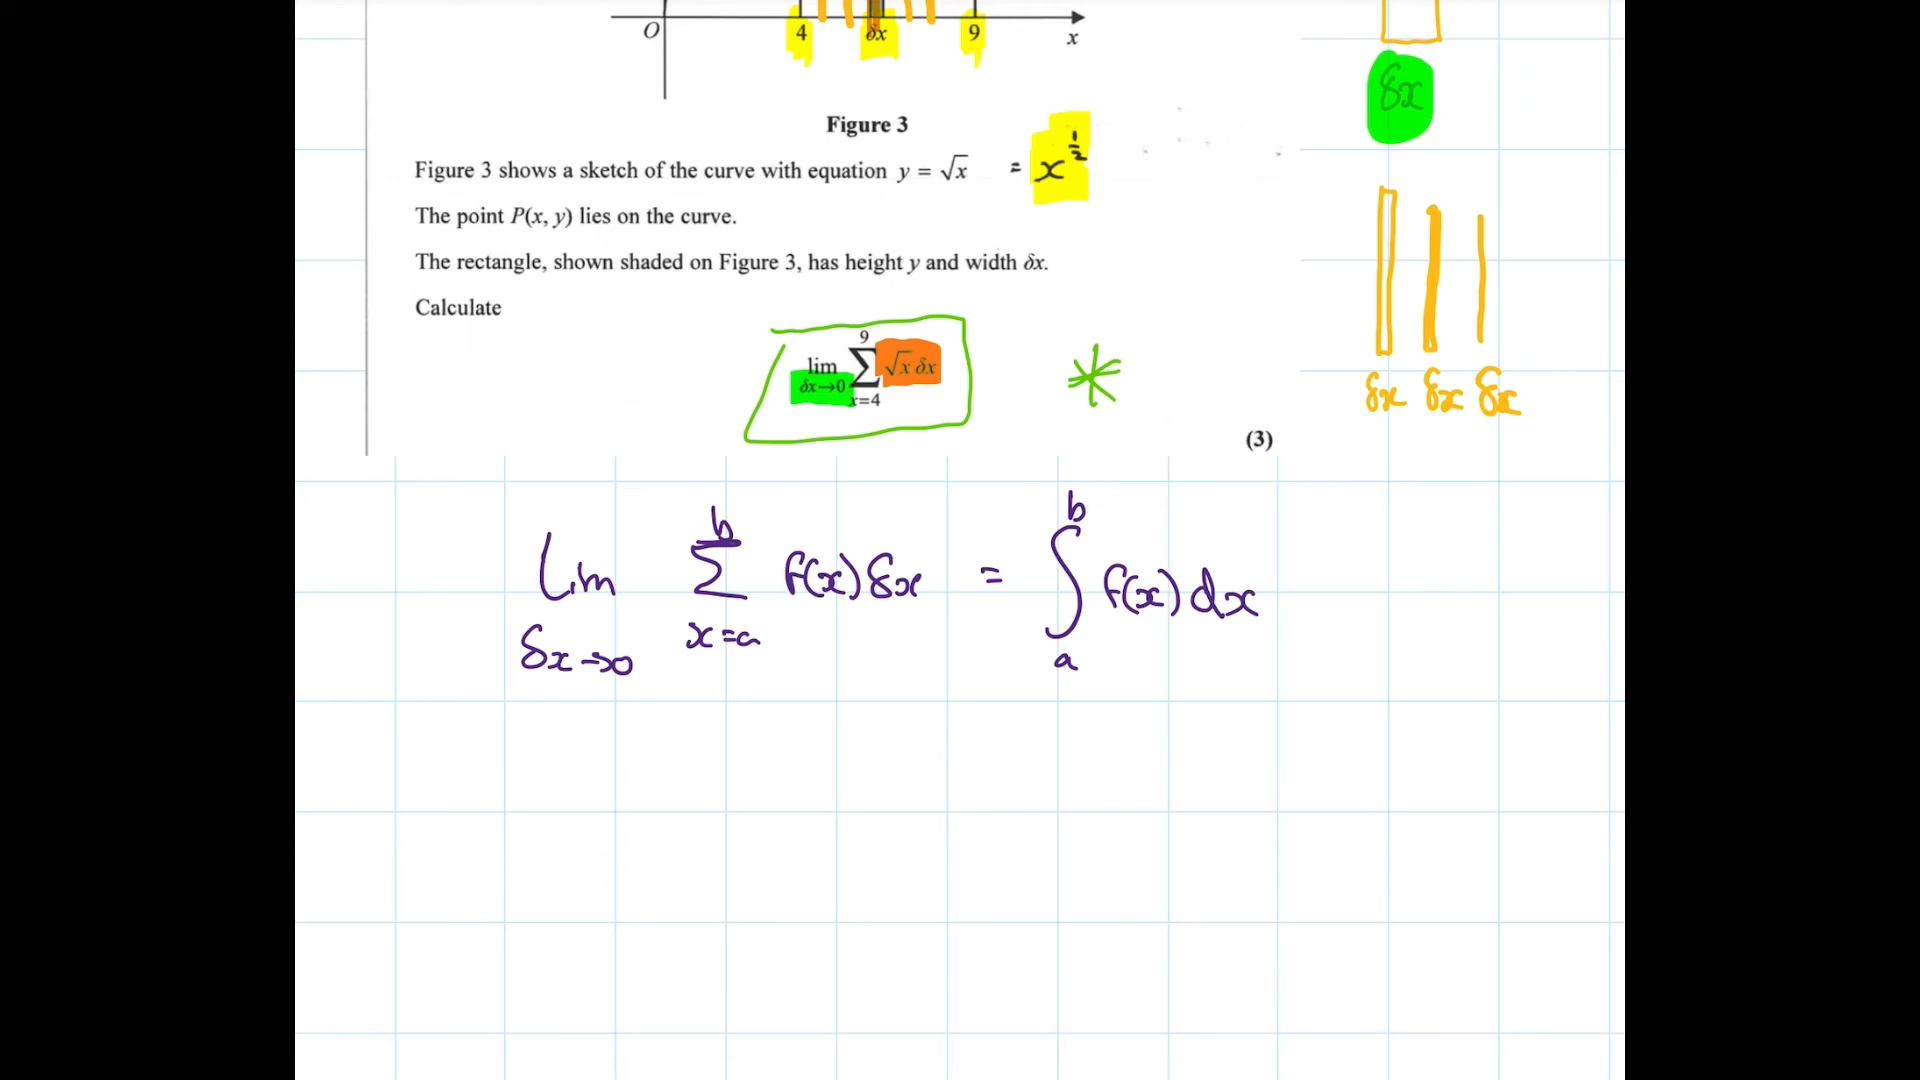 O 4 δx 9 x
δx
Figure 3
Figure 3 shows a sketch of the curve with equation y = √x = x^½
The point P(x, y) lies on the curve.
The rectangle, shown shaded on Figure 3, has height y and width δx.
Calculate
lim δx→0 ∑ x=4 9 √x δx
δx δx δx
(3)
Lim δx→0 ∑ x=a b f(x) δx = ∫ a b f(x) dx